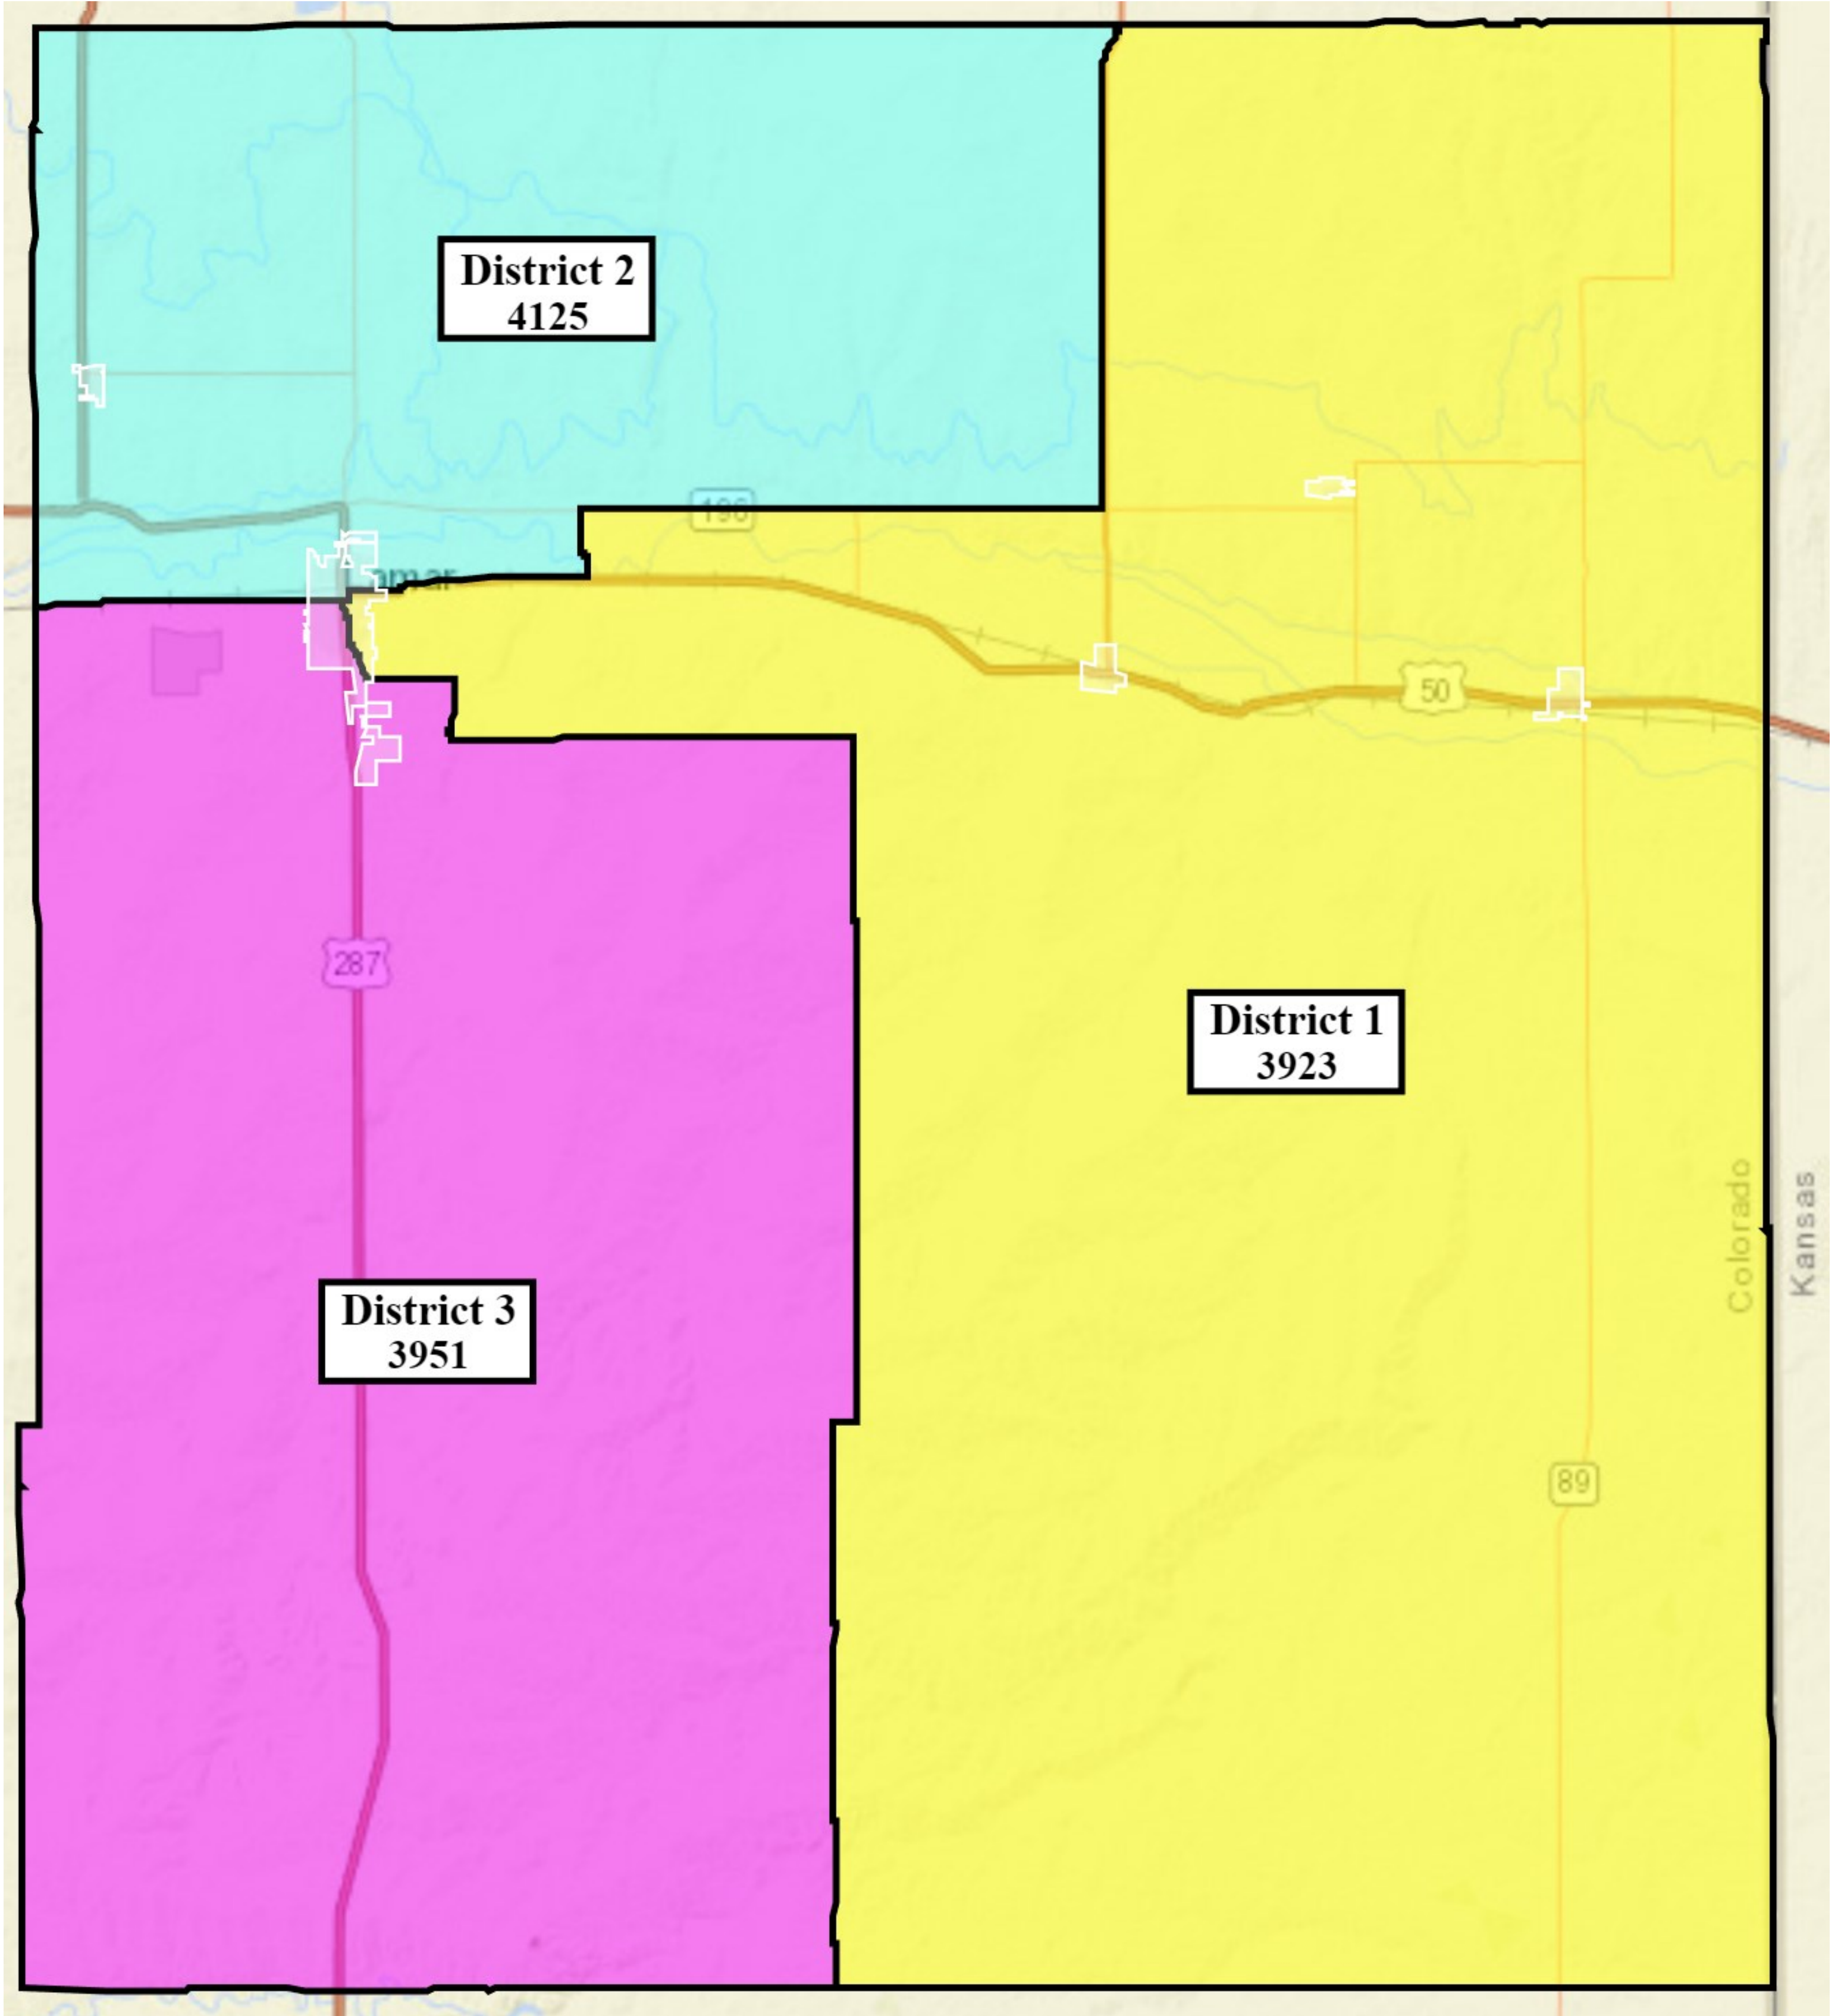 District 2
4125
196
amar
50
287
District 1
3923
Colorado
Kansas
District 3
3951
89